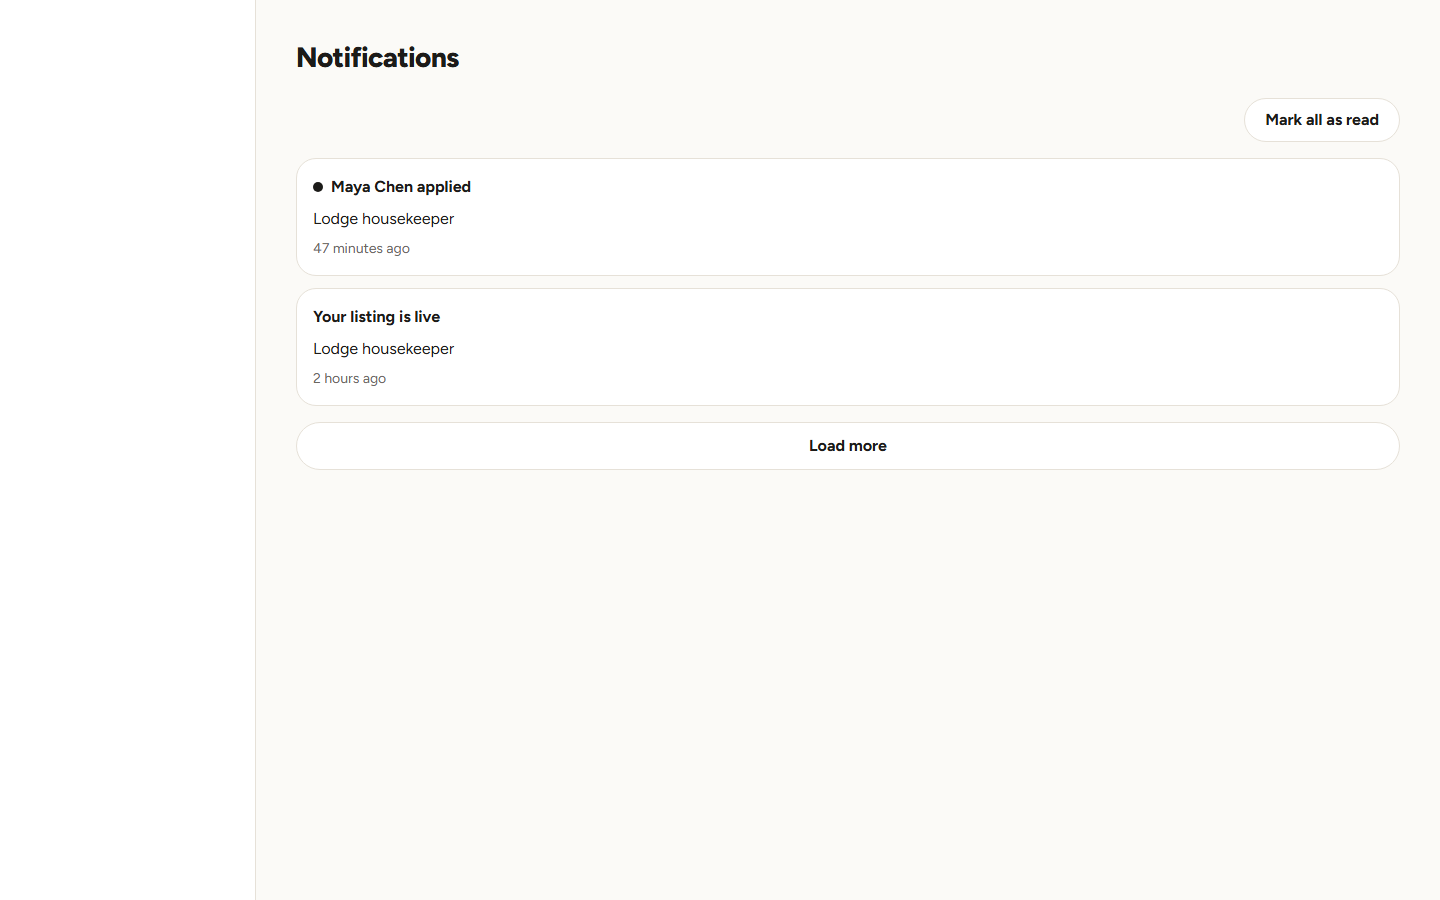 Notifications
Mark all as read
Maya Chen applied
Lodge housekeeper
47 minutes ago
Your listing is live
Lodge housekeeper
2 hours ago
Load more